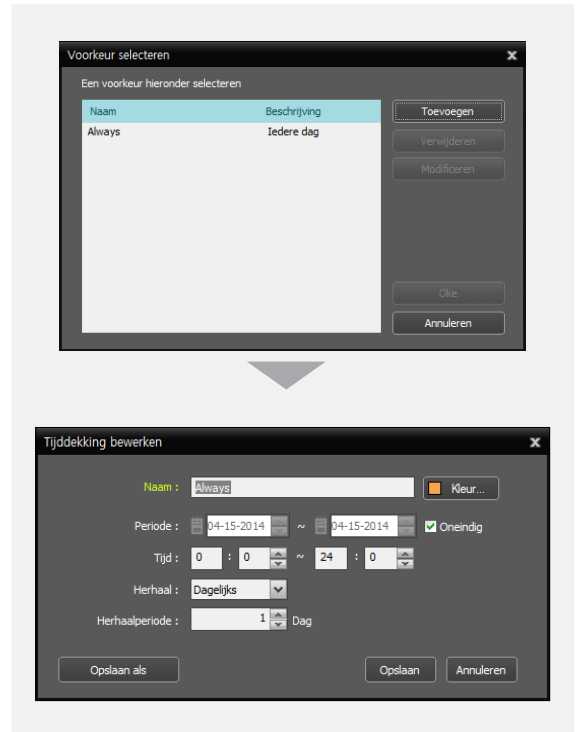 Voorkeur selecteren x
Een voorkeur hieronder selecteren
Naam Beschrijving
Always Iedere dag
Toevoegen
Verwijderen
Modificeren
Oke
Annuleren
Tijddekking bewerken x
Naam : Always Kleur...
Periode : 04-15-2014 ~ 04-15-2014 Oneindig
Tijd : 0 : 0 ~ 24 : 0
Herhaal : Dagelijks
Herhaalperiode : 1 Dag
Opslaan als Opslaan Annuleren